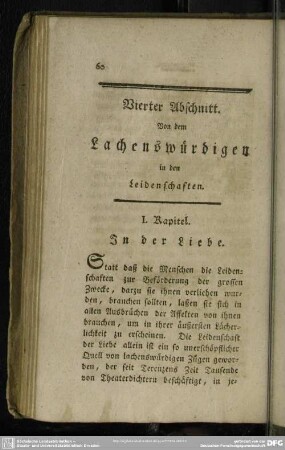 60
Vierter Abschnitt.
Von dem
Lachenswürdigen
in den
Leidenschaften.
I. Kapitel.
In der Liebe.
Statt daß die Menschen die Leiden-
schaften zur Beförderung der grossen
Zwecke, darzu sie ihnen verliehen wur-
den, brauchen sollten, lassen sie sich in
allen Ausbrüchen der Affekten von ihnen
brauchen, um in ihrer äußersten Lächer-
lichkeit zu erscheinen. Die Leidenschaft
der Liebe allein ist ein so unerschöpflicher
Quell von lachenswürdigen Zügen gewor-
den, der seit Terenzens Zeit Tausende
von Theaterdichtern beschäftigt, in je-
DFG